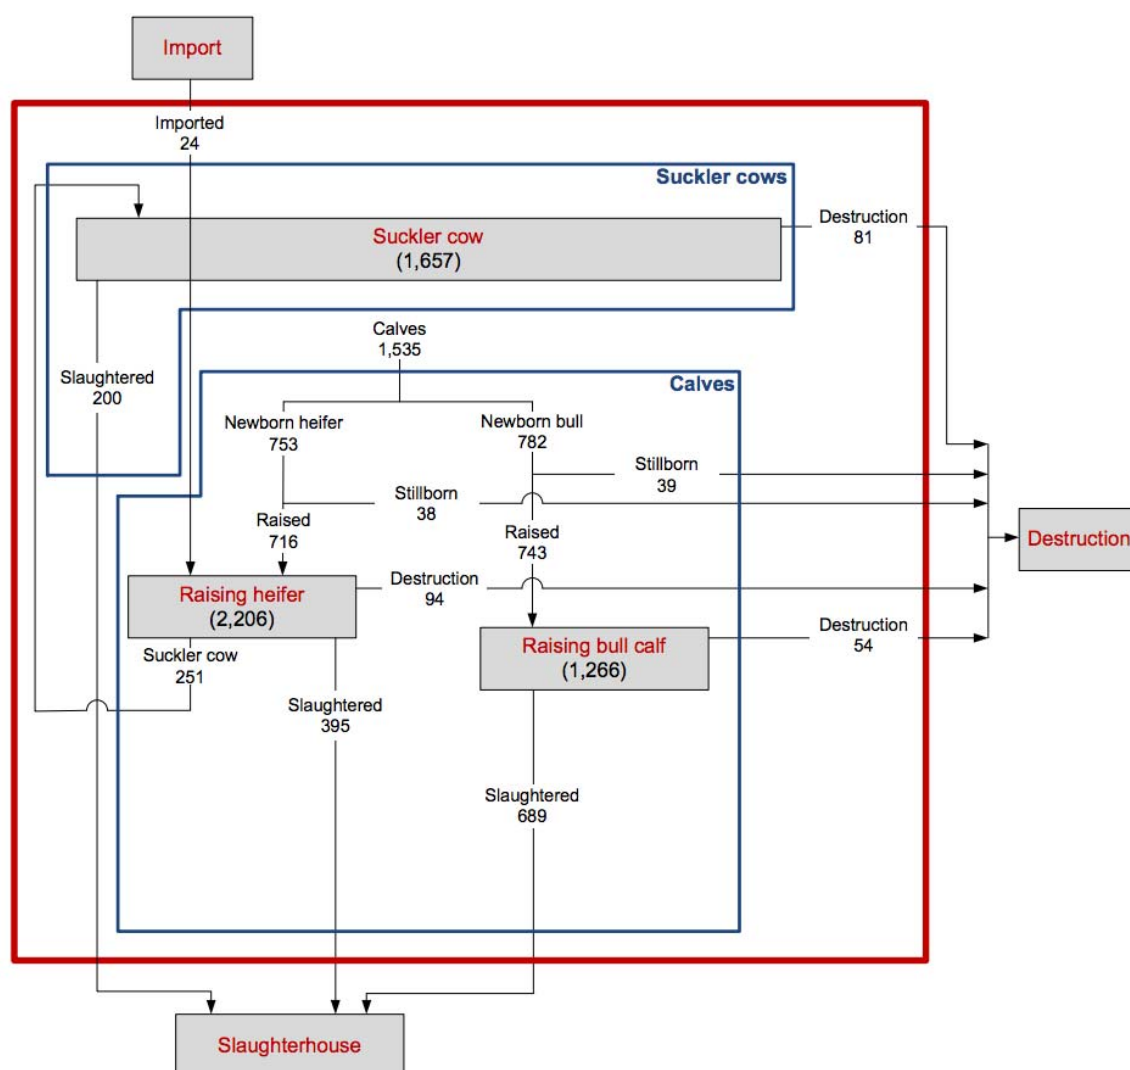 Import
Imported
24
Suckler cows
Suckler cow
(1,657)
Destruction
81
Calves
1,535
Slaughtered
200
Calves
Newborn heifer
753
Newborn bull
782
Stillborn
39
Stillborn
38
Raised
716
Raised
743
Destruction
Raising heifer
(2,206)
Destruction
94
Raising bull calf
(1,266)
Destruction
54
Suckler cow
251
Slaughtered
395
Slaughtered
689
Slaughterhouse